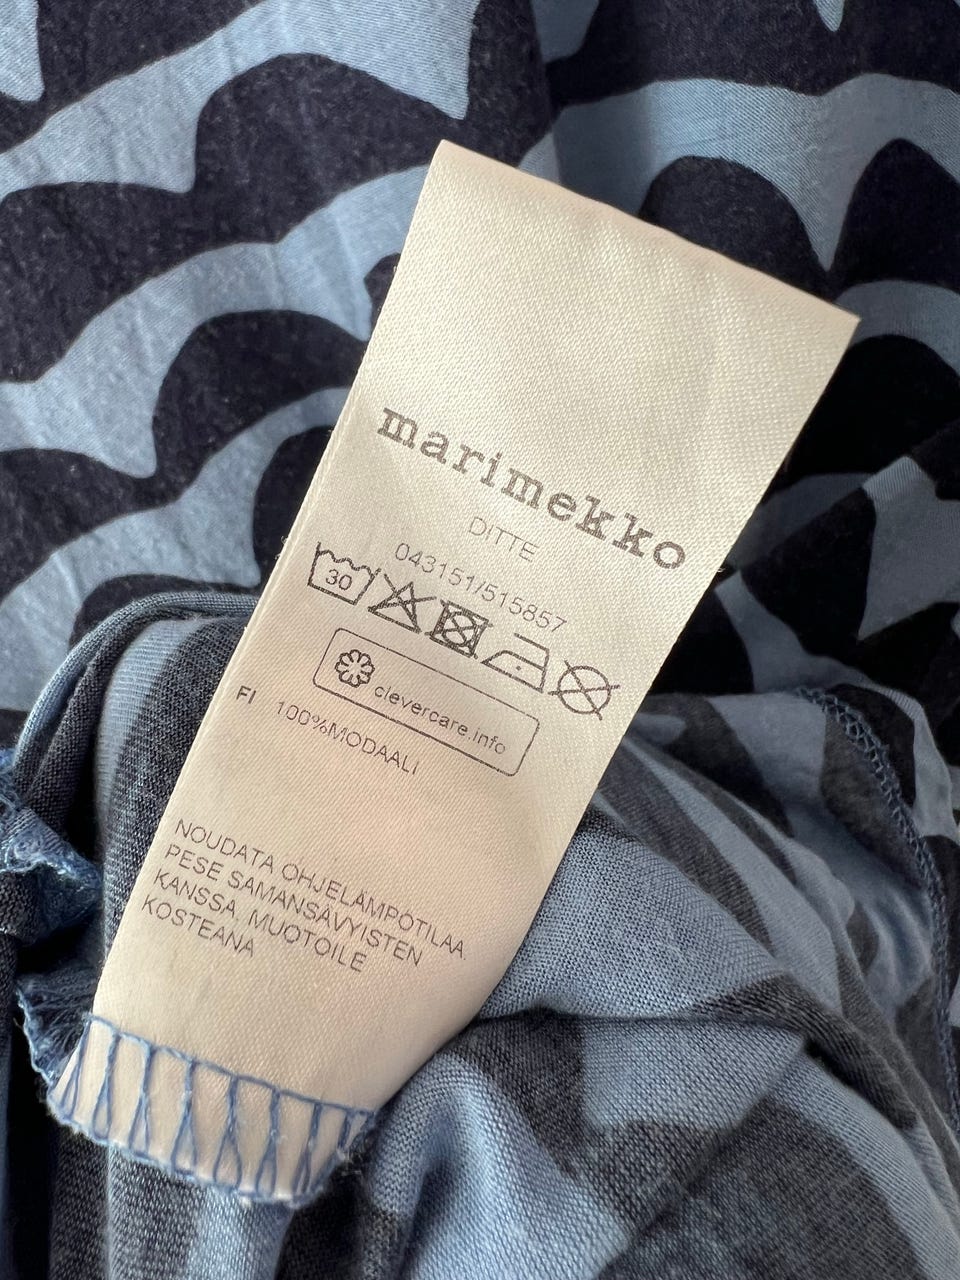 marimekko
DITTE
043151/515857
30
clevercare.info
FI 100%MODAALI
NOUDATA OHJELÄMPÖTILAA.
PESE SAMANSÄVYISTEN
KANSSA. MUOTOILE
KOSTEANA